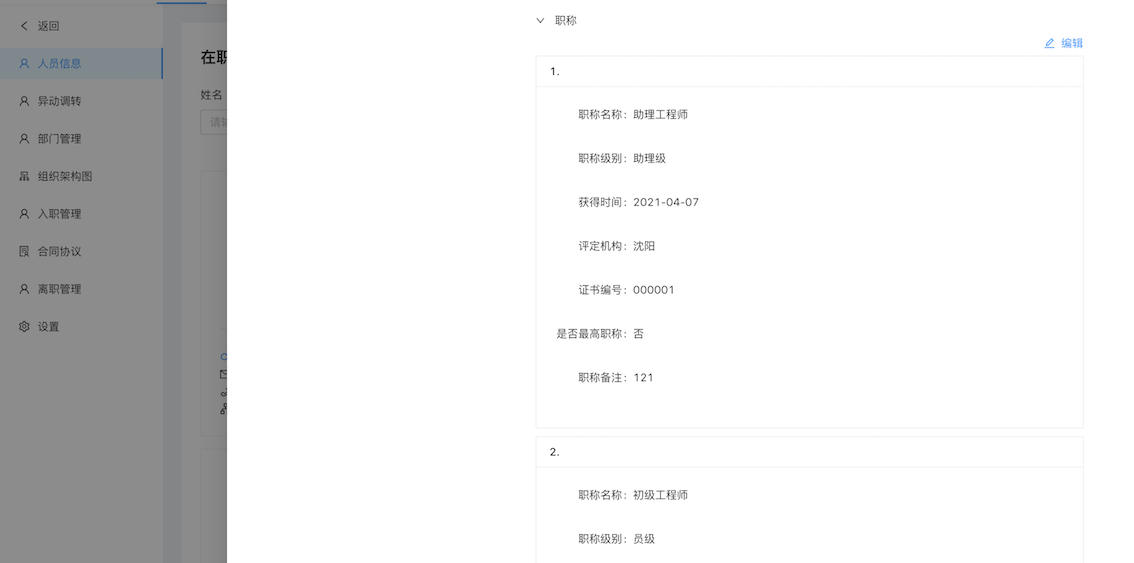 返回
人员信息
异动调转
部门管理
组织架构图
入职管理
合同协议
离职管理
设置
在职
姓名
请输
职称
编辑
1.
职称名称：助理工程师
职称级别：助理级
获得时间：2021-04-07
评定机构：沈阳
证书编号：000001
是否最高职称：否
职称备注：121
2.
职称名称：初级工程师
职称级别：员级